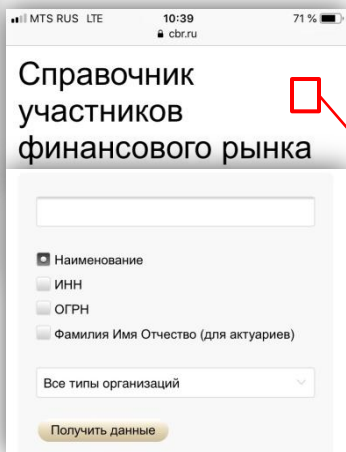 MTS RUS LTE 10:39 71 %
cbr.ru
Справочник
участников
финансового рынка
Наименование
ИНН
ОГРН
Фамилия Имя Отчество (для актуариев)
Все типы организаций
Получить данные